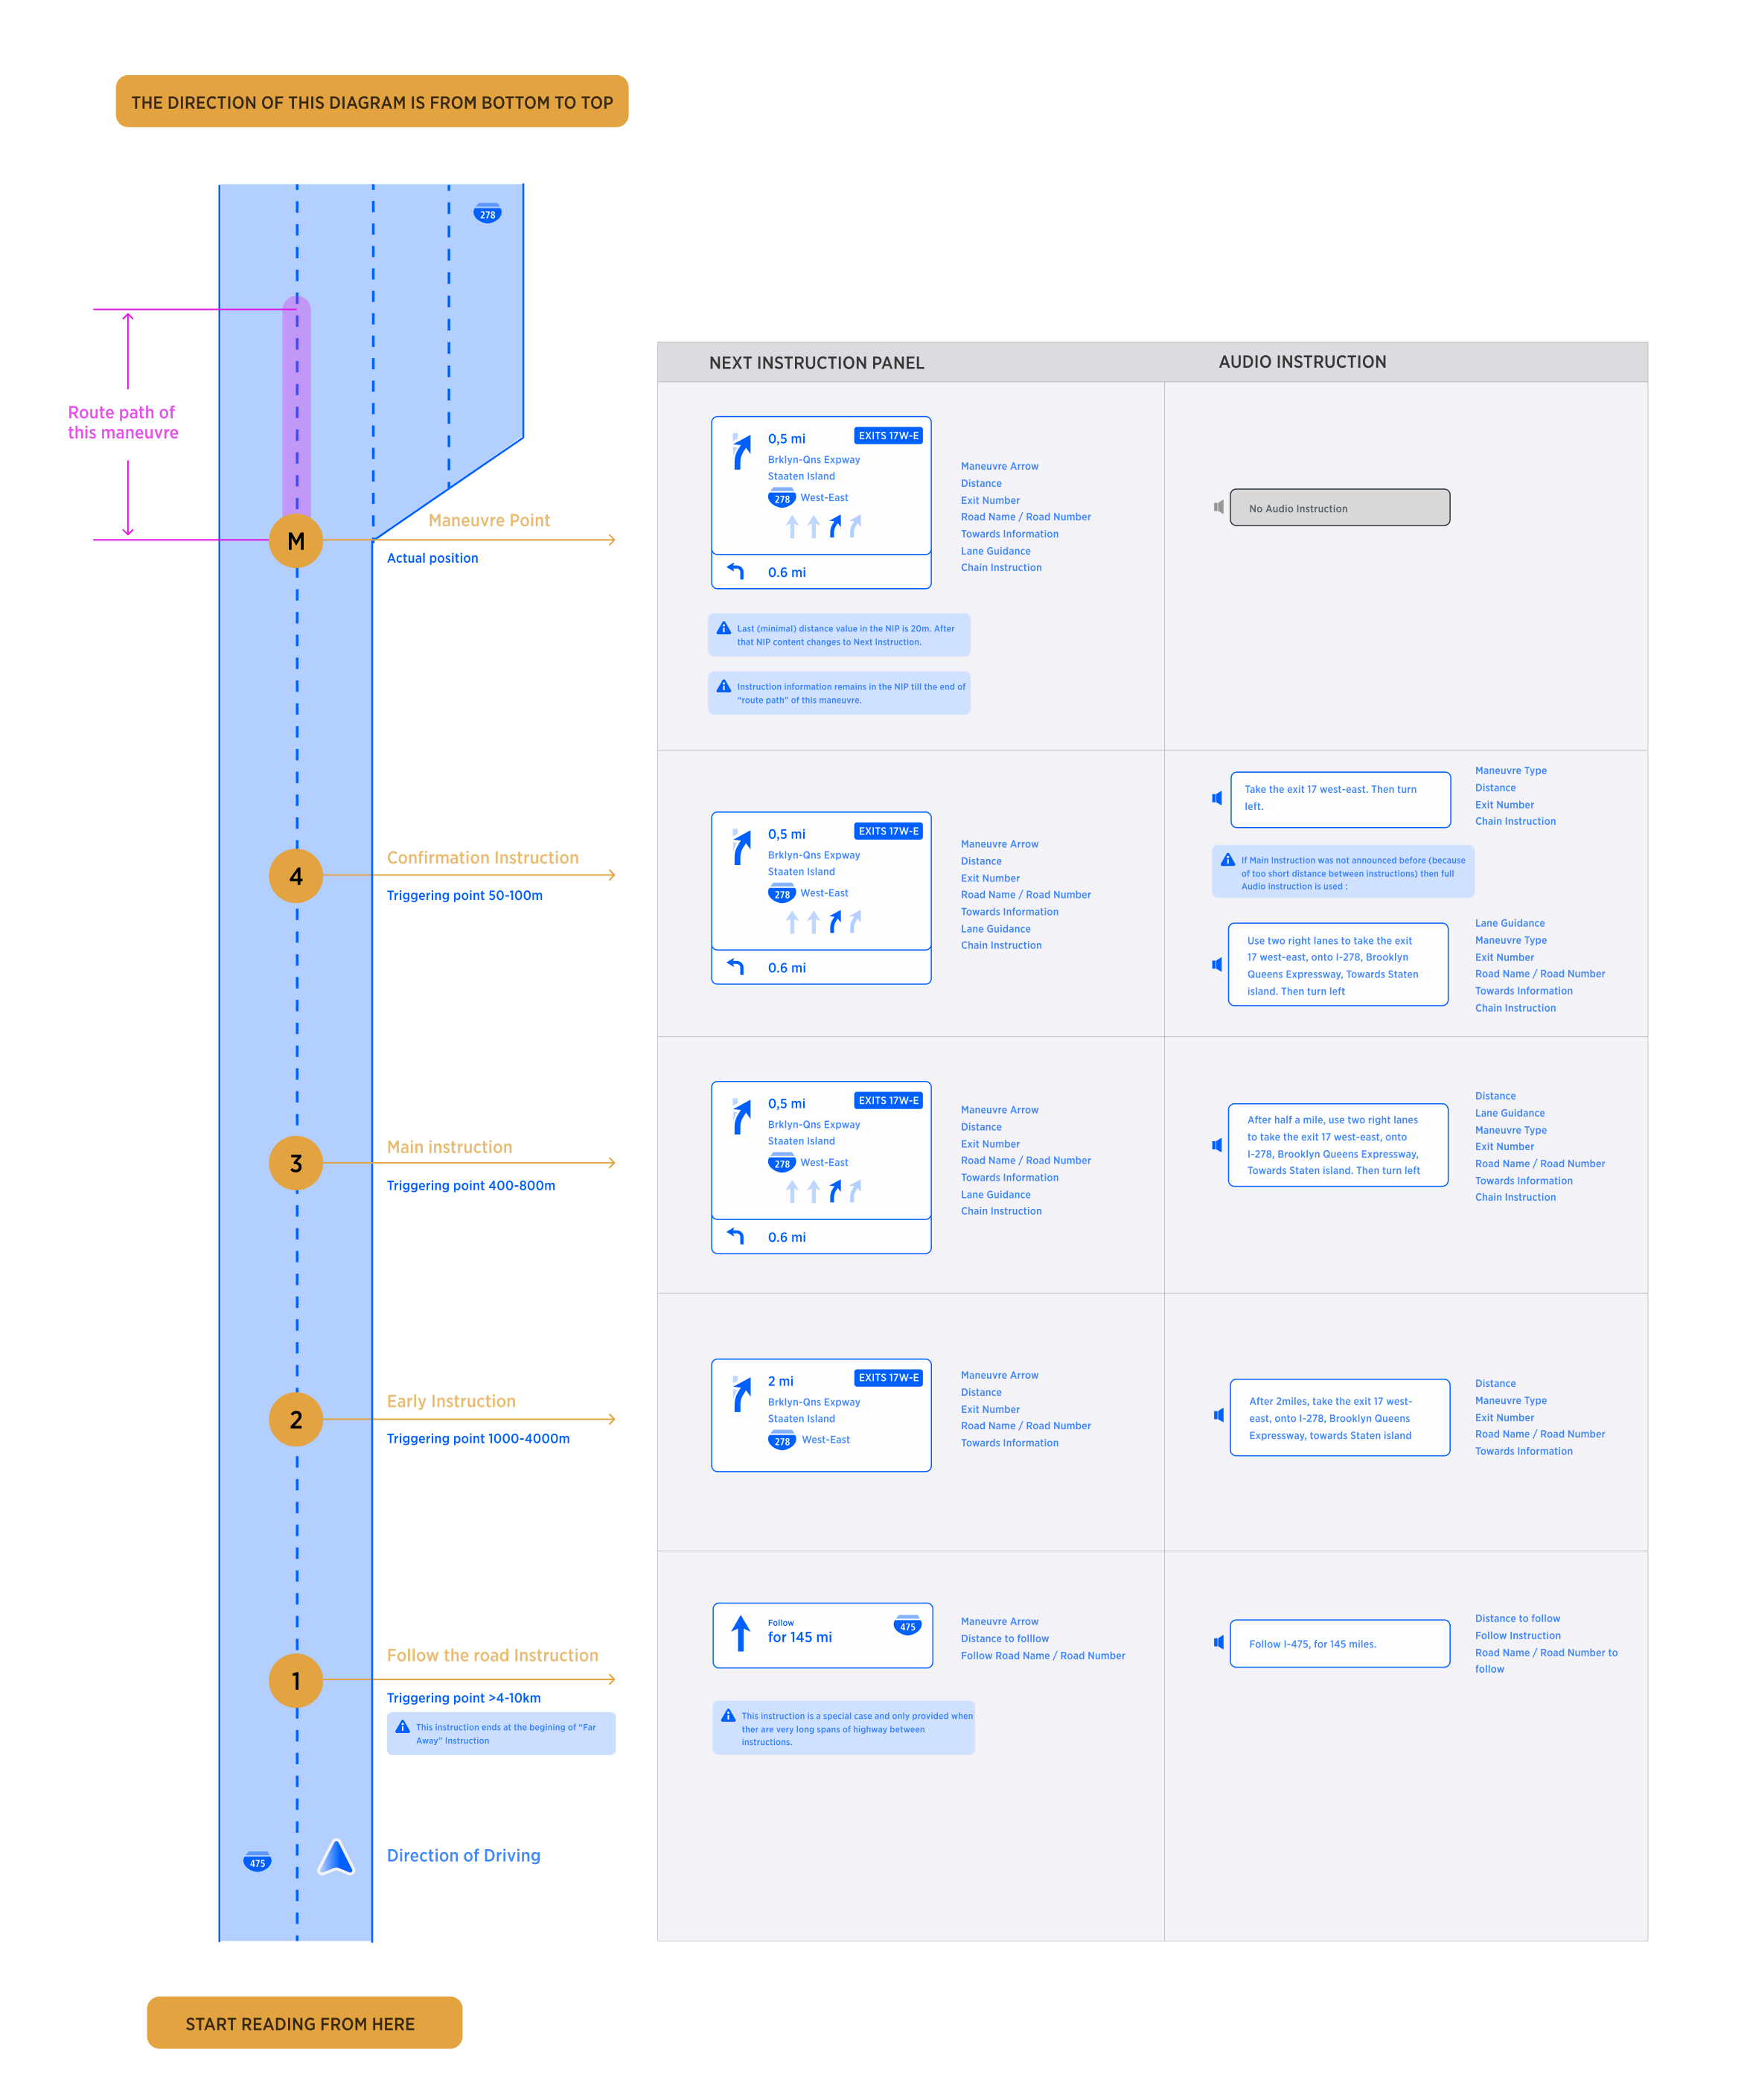 THE DIRECTION OF THIS DIAGRAM IS FROM BOTTOM TO TOP
278
Route path of
this maneuvre
M
Maneuvre Point
Actual position
NEXT INSTRUCTION PANEL
AUDIO INSTRUCTION
0,5 mi
EXITS 17W-E
Brklyn-Qns Expway
Staaten Island
278 West-East
0.6 mi
Maneuvre Arrow
Distance
Exit Number
Road Name / Road Number
Towards Information
Lane Guidance
Chain Instruction
No Audio Instruction
Last (minimal) distance value in the NIP is 20m. After
that NIP content changes to Next Instruction.
Instruction information remains in the NIP till the end of
"route path" of this maneuvre.
4
Confirmation Instruction
Triggering point 50-100m
0,5 mi
EXITS 17W-E
Brklyn-Qns Expway
Staaten Island
278 West-East
0.6 mi
Maneuvre Arrow
Distance
Exit Number
Road Name / Road Number
Towards Information
Lane Guidance
Chain Instruction
Take the exit 17 west-east. Then turn
left.
Maneuvre Type
Distance
Exit Number
Chain Instruction
If Main Instruction was not announced before (because
of too short distance between instructions) then full
Audio instruction is used :
Use two right lanes to take the exit
17 west-east, onto I-278, Brooklyn
Queens Expressway, Towards Staten
island. Then turn left
Lane Guidance
Maneuvre Type
Exit Number
Road Name / Road Number
Towards Information
Chain Instruction
3
Main instruction
Triggering point 400-800m
0,5 mi
EXITS 17W-E
Brklyn-Qns Expway
Staaten Island
278 West-East
0.6 mi
Maneuvre Arrow
Distance
Exit Number
Road Name / Road Number
Towards Information
Lane Guidance
Chain Instruction
After half a mile, use two right lanes
to take the exit 17 west-east, onto
I-278, Brooklyn Queens Expressway,
Towards Staten island. Then turn left
Distance
Lane Guidance
Maneuvre Type
Exit Number
Road Name / Road Number
Towards Information
Chain Instruction
2
Early Instruction
Triggering point 1000-4000m
2 mi
EXITS 17W-E
Brklyn-Qns Expway
Staaten Island
278 West-East
Maneuvre Arrow
Distance
Exit Number
Road Name / Road Number
Towards Information
After 2miles, take the exit 17 west-
east, onto I-278, Brooklyn Queens
Expressway, towards Staten island
Distance
Maneuvre Type
Exit Number
Road Name / Road Number
Towards Information
1
Follow the road Instruction
Triggering point >4-10km
This instruction ends at the begining of "Far
Away" Instruction
Follow
for 145 mi
475
Maneuvre Arrow
Distance to folllow
Follow Road Name / Road Number
This instruction is a special case and only provided when
ther are very long spans of highway between
instructions.
Follow I-475, for 145 miles.
Distance to follow
Follow Instruction
Road Name / Road Number to
follow
475
Direction of Driving
START READING FROM HERE